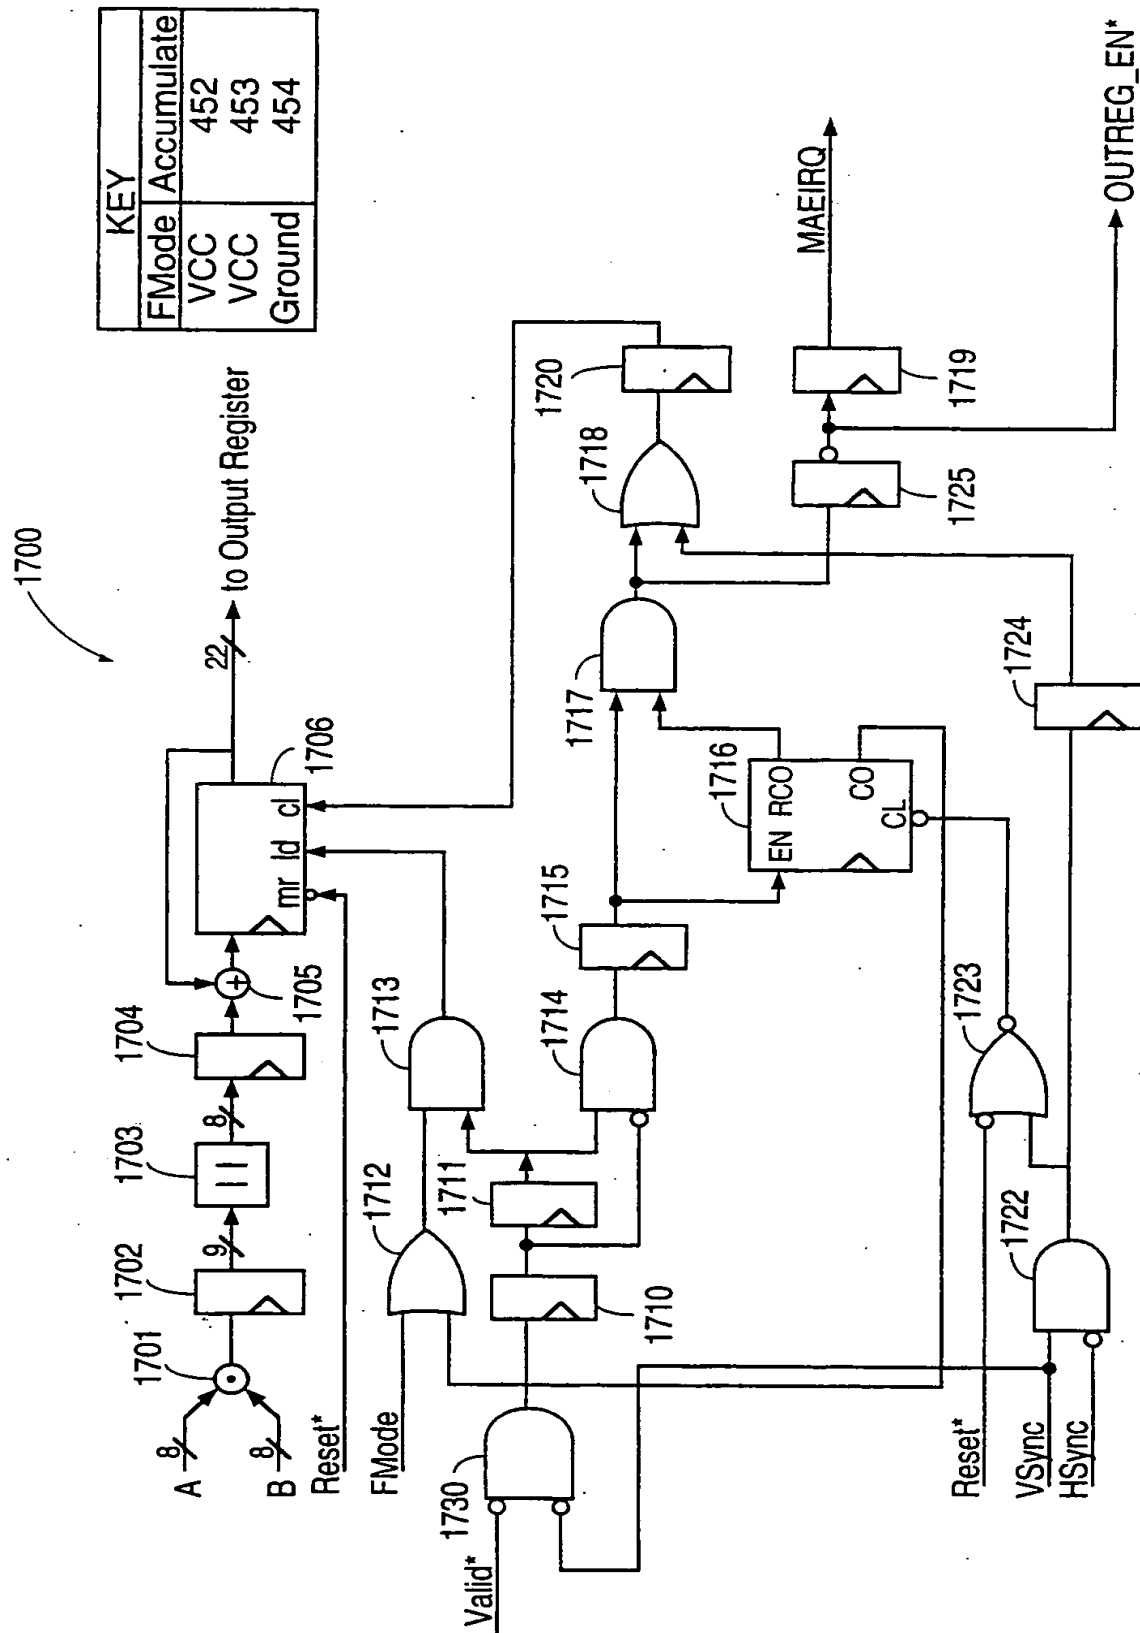 1700
KEY
FMode Accumulate
VCC 452
VCC 453
Ground 454
A
8
B
8
1701
1702
9
1703
8
1704
+
1705
1706
mr ld cl
22
to Output Register
Reset*
FMode
1712
1713
Valid*
1730
1710
1711
1714
1715
1716
EN RCO
CO
CL
1717
1718
1720
1725
1719
MAEIRQ
OUTREG_EN*
Reset*
VSync
HSync
1722
1723
1724